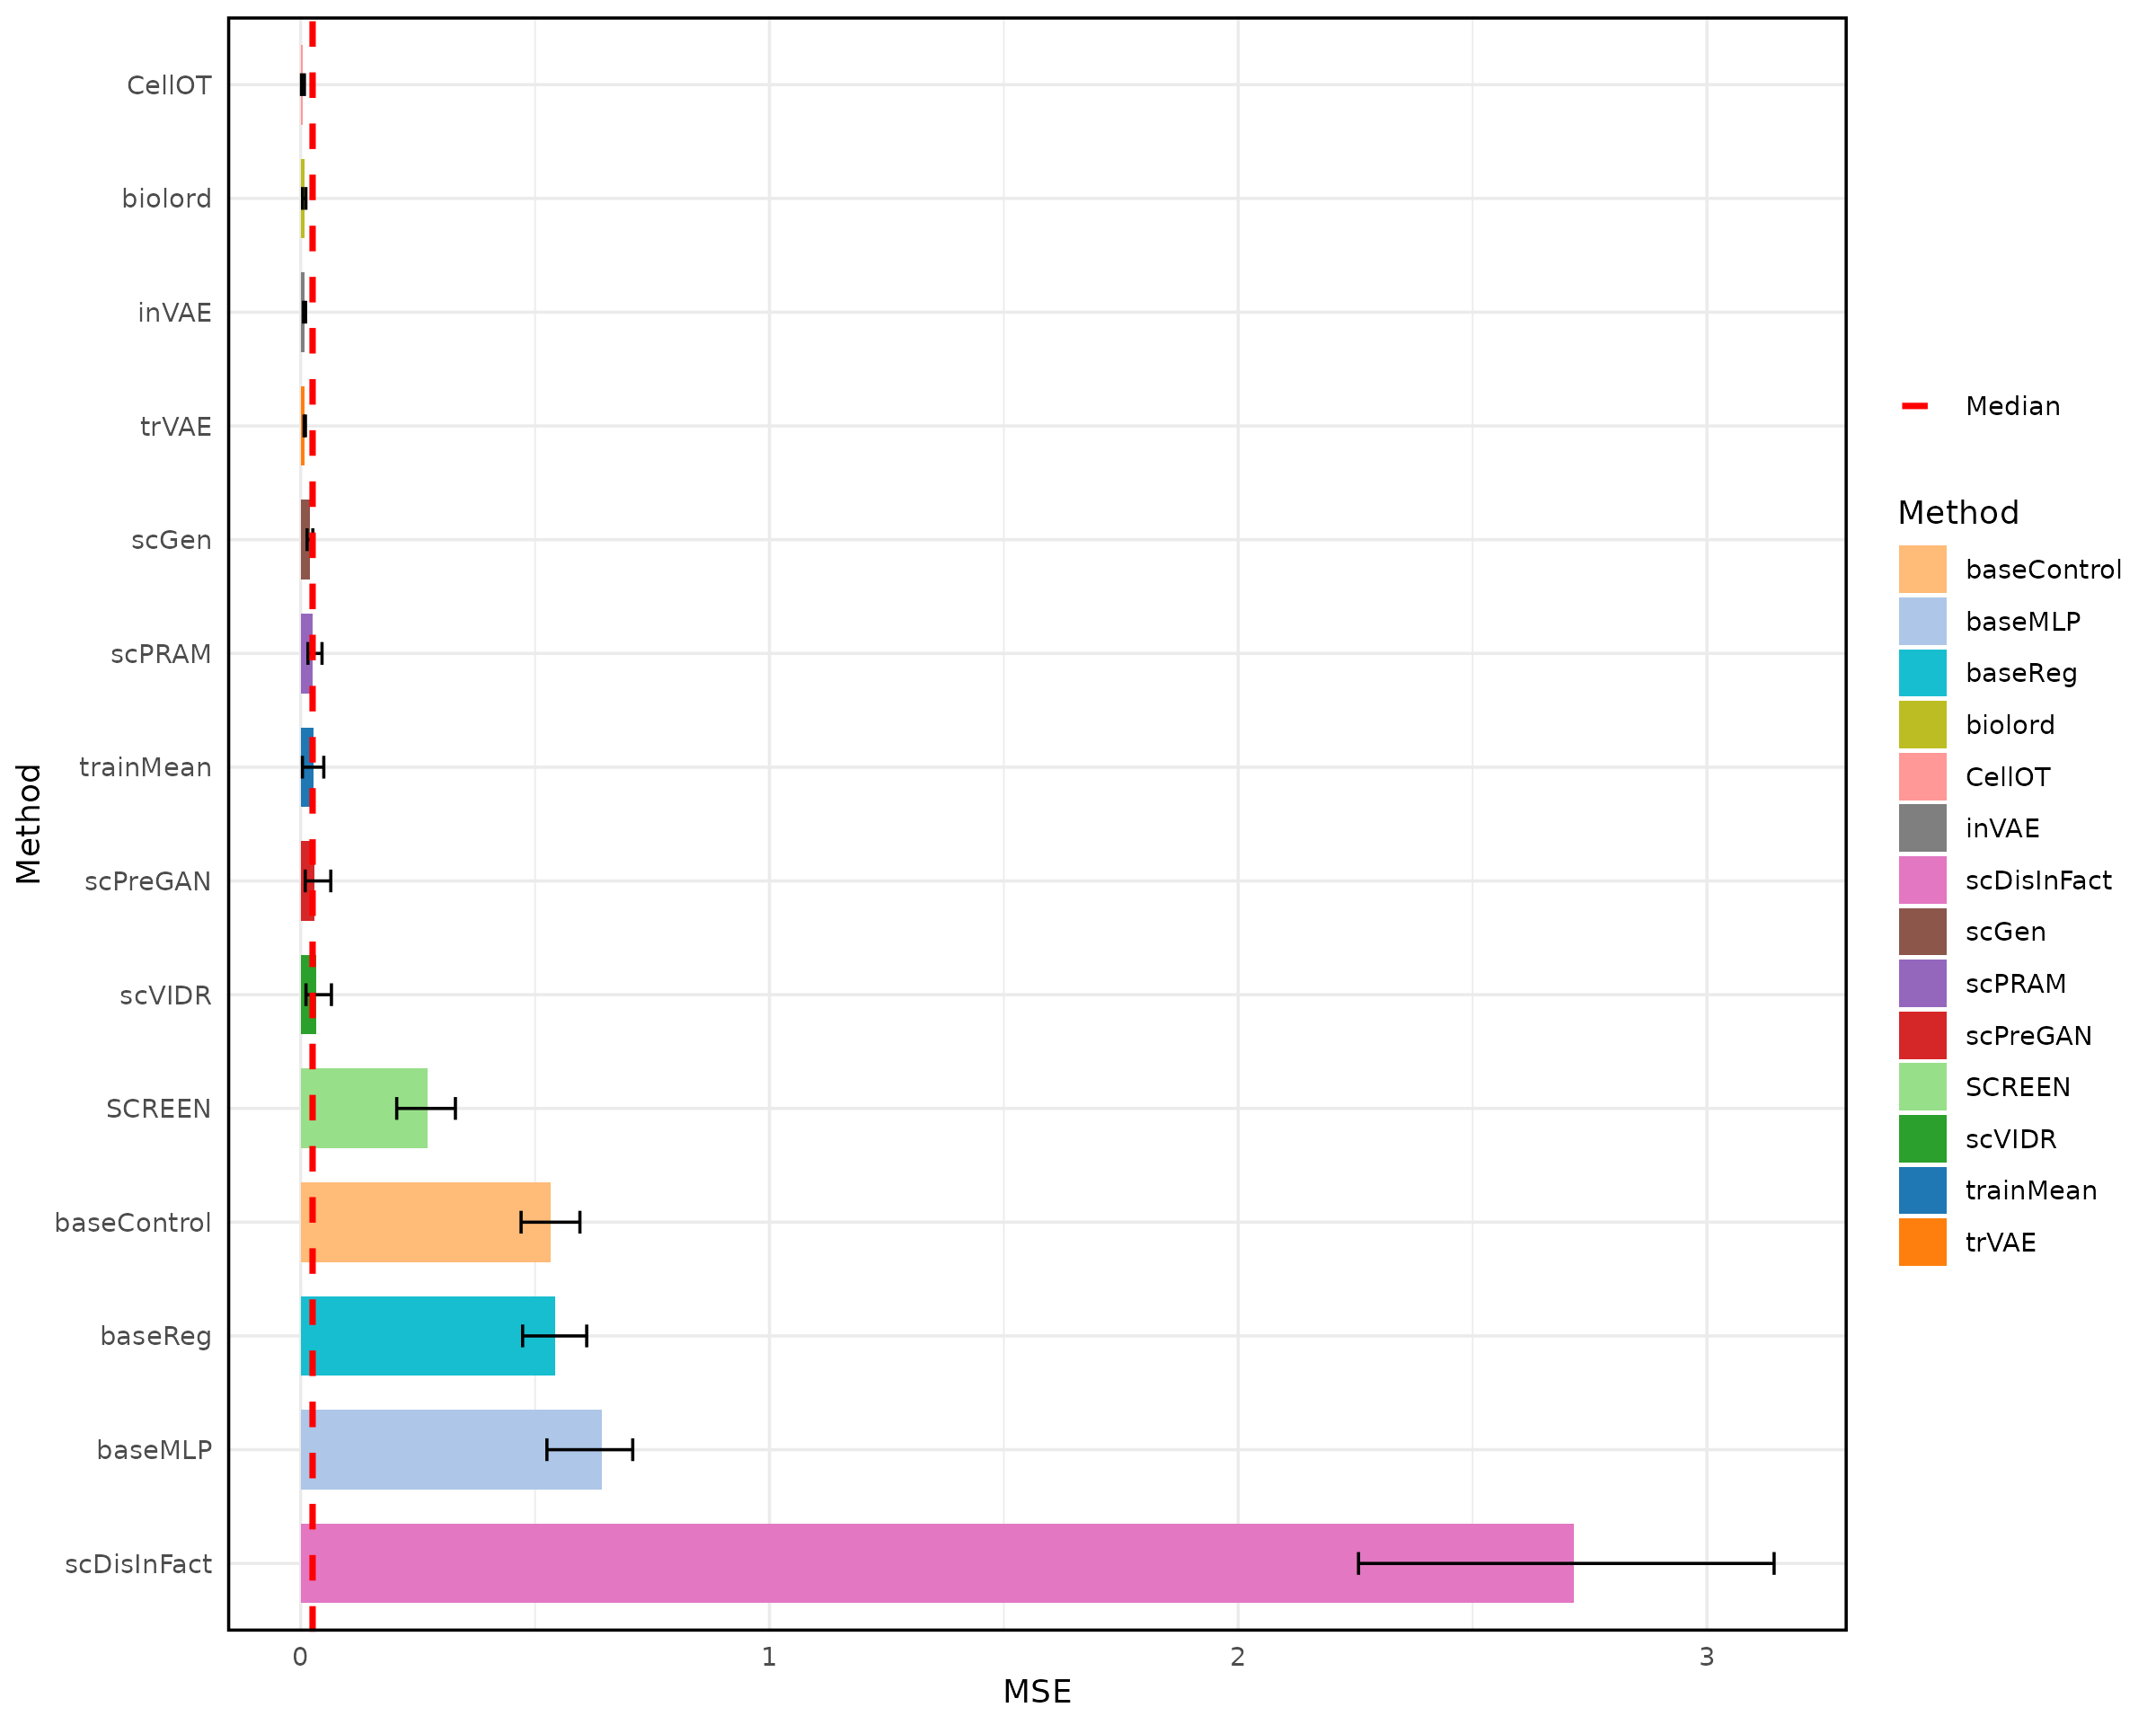 CellOT
biolord
inVAE
trVAE
scGen
scPRAM
trainMean
scPreGAN
scVIDR
SCREEN
baseControl
baseReg
baseMLP
scDisInFact
Method
0 1 2 3
MSE
Median
Method
baseControl
baseMLP
baseReg
biolord
CellOT
inVAE
scDisInFact
scGen
scPRAM
scPreGAN
SCREEN
scVIDR
trainMean
trVAE